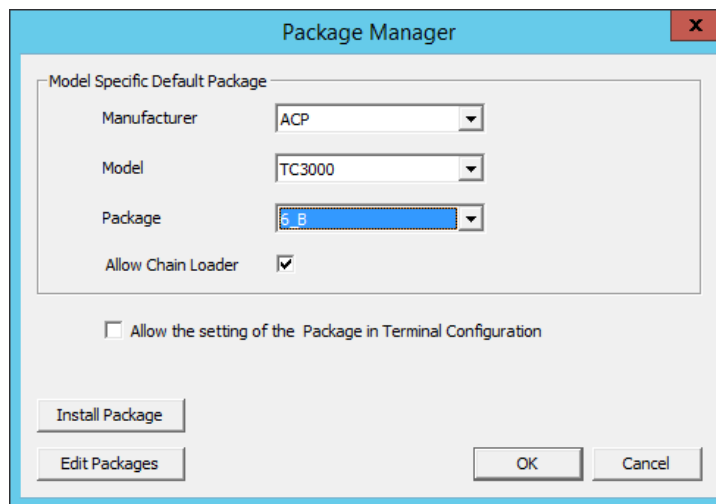 Package Manager
x
Model Specific Default Package
Manufacturer ACP
Model TC3000
Package 6_B
Allow Chain Loader
Allow the setting of the Package in Terminal Configuration
Install Package
Edit Packages OK Cancel